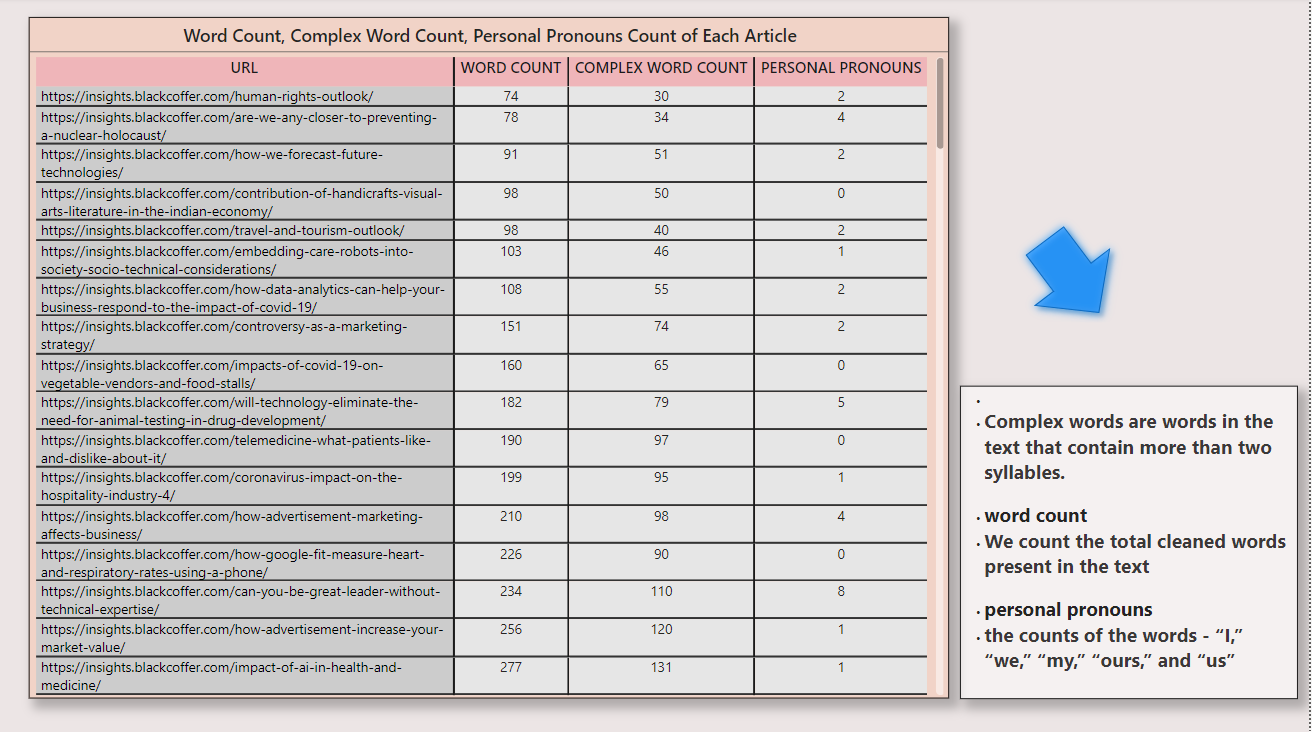 Word Count, Complex Word Count, Personal Pronouns Count of Each Article
URL WORD COUNT COMPLEX WORD COUNT PERSONAL PRONOUNS
https://insights.blackcoffer.com/human-rights-outlook/ 74 30 2
https://insights.blackcoffer.com/are-we-any-closer-to-preventing- 78 34 4
a-nuclear-holocaust/
https://insights.blackcoffer.com/how-we-forecast-future- 91 51 2
technologies/
https://insights.blackcoffer.com/contribution-of-handicrafts-visual- 98 50 0
arts-literature-in-the-indian-economy/
https://insights.blackcoffer.com/travel-and-tourism-outlook/ 98 40 2
https://insights.blackcoffer.com/embedding-care-robots-into- 103 46 1
society-socio-technical-considerations/
https://insights.blackcoffer.com/how-data-analytics-can-help-your- 108 55 2
business-respond-to-the-impact-of-covid-19/
https://insights.blackcoffer.com/controversy-as-a-marketing- 151 74 2
strategy/
https://insights.blackcoffer.com/impacts-of-covid-19-on- 160 65 0
vegetable-vendors-and-food-stalls/
https://insights.blackcoffer.com/will-technology-eliminate-the- 182 79 5
need-for-animal-testing-in-drug-development/
https://insights.blackcoffer.com/telemedicine-what-patients-like- 190 97 0
and-dislike-about-it/
https://insights.blackcoffer.com/coronavirus-impact-on-the- 199 95 1
hospitality-industry-4/
https://insights.blackcoffer.com/how-advertisement-marketing- 210 98 4
affects-business/
https://insights.blackcoffer.com/how-google-fit-measure-heart- 226 90 0
and-respiratory-rates-using-a-phone/
https://insights.blackcoffer.com/can-you-be-great-leader-without- 234 110 8
technical-expertise/
https://insights.blackcoffer.com/how-advertisement-increase-your- 256 120 1
market-value/
https://insights.blackcoffer.com/impact-of-ai-in-health-and- 277 131 1
medicine/
•
• Complex words are words in the
text that contain more than two
syllables.
• word count
• We count the total cleaned words
present in the text
• personal pronouns
• the counts of the words - “I,”
“we,” “my,” “ours,” and “us”